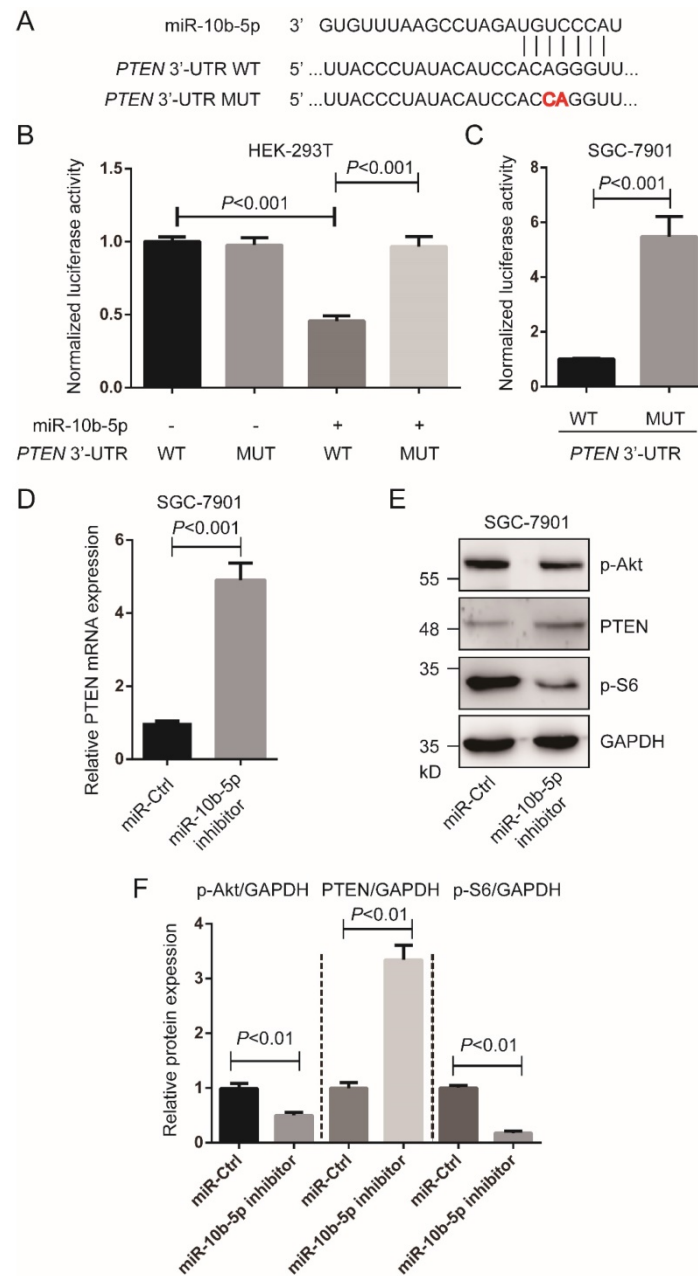 A
miR-10b-5p 3' GUGUUUAAGCCUAGAUGUCCCAU
PTEN 3'-UTR WT 5' ...UUACCCUAUACAUCCACAGGGUU...
PTEN 3'-UTR MUT 5' ...UUACCCUAUACAUCCACCAGGUU...
B
HEK-293T
P<0.001
P<0.001
Normalized luciferase activity
1.5
1.0
0.5
0.0
miR-10b-5p - - + +
PTEN 3'-UTR WT MUT WT MUT
C
SGC-7901
P<0.001
Normalized luciferase activity
8
6
4
2
0
WT MUT
PTEN 3'-UTR
D
SGC-7901
P<0.001
Relative PTEN mRNA expression
6
4
2
0
miR-Ctrl
miR-10b-5p
inhibitor
E
SGC-7901
55
p-Akt
48
PTEN
35
p-S6
35
GAPDH
kD
miR-Ctrl
miR-10b-5p
inhibitor
F
p-Akt/GAPDH PTEN/GAPDH p-S6/GAPDH
P<0.01
P<0.01
P<0.01
Relative protein expession
4
3
2
1
0
miR-Ctrl
miR-10b-5p inhibitor
miR-Ctrl
miR-10b-5p inhibitor
miR-Ctrl
miR-10b-5p inhibitor